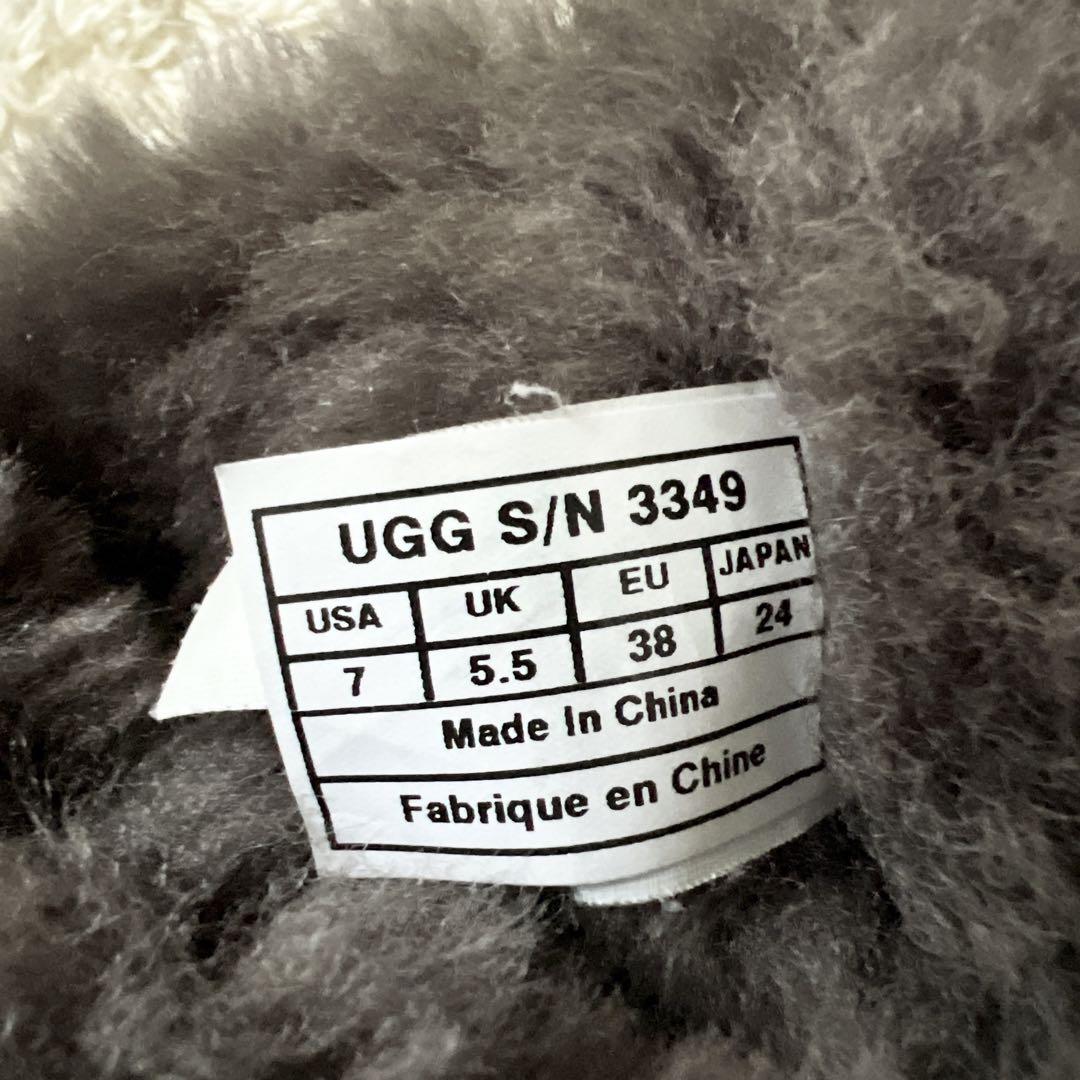 UGG S/N 3349
USA UK EU JAPAN
7 5.5 38 24
Made In China
Fabrique en Chine